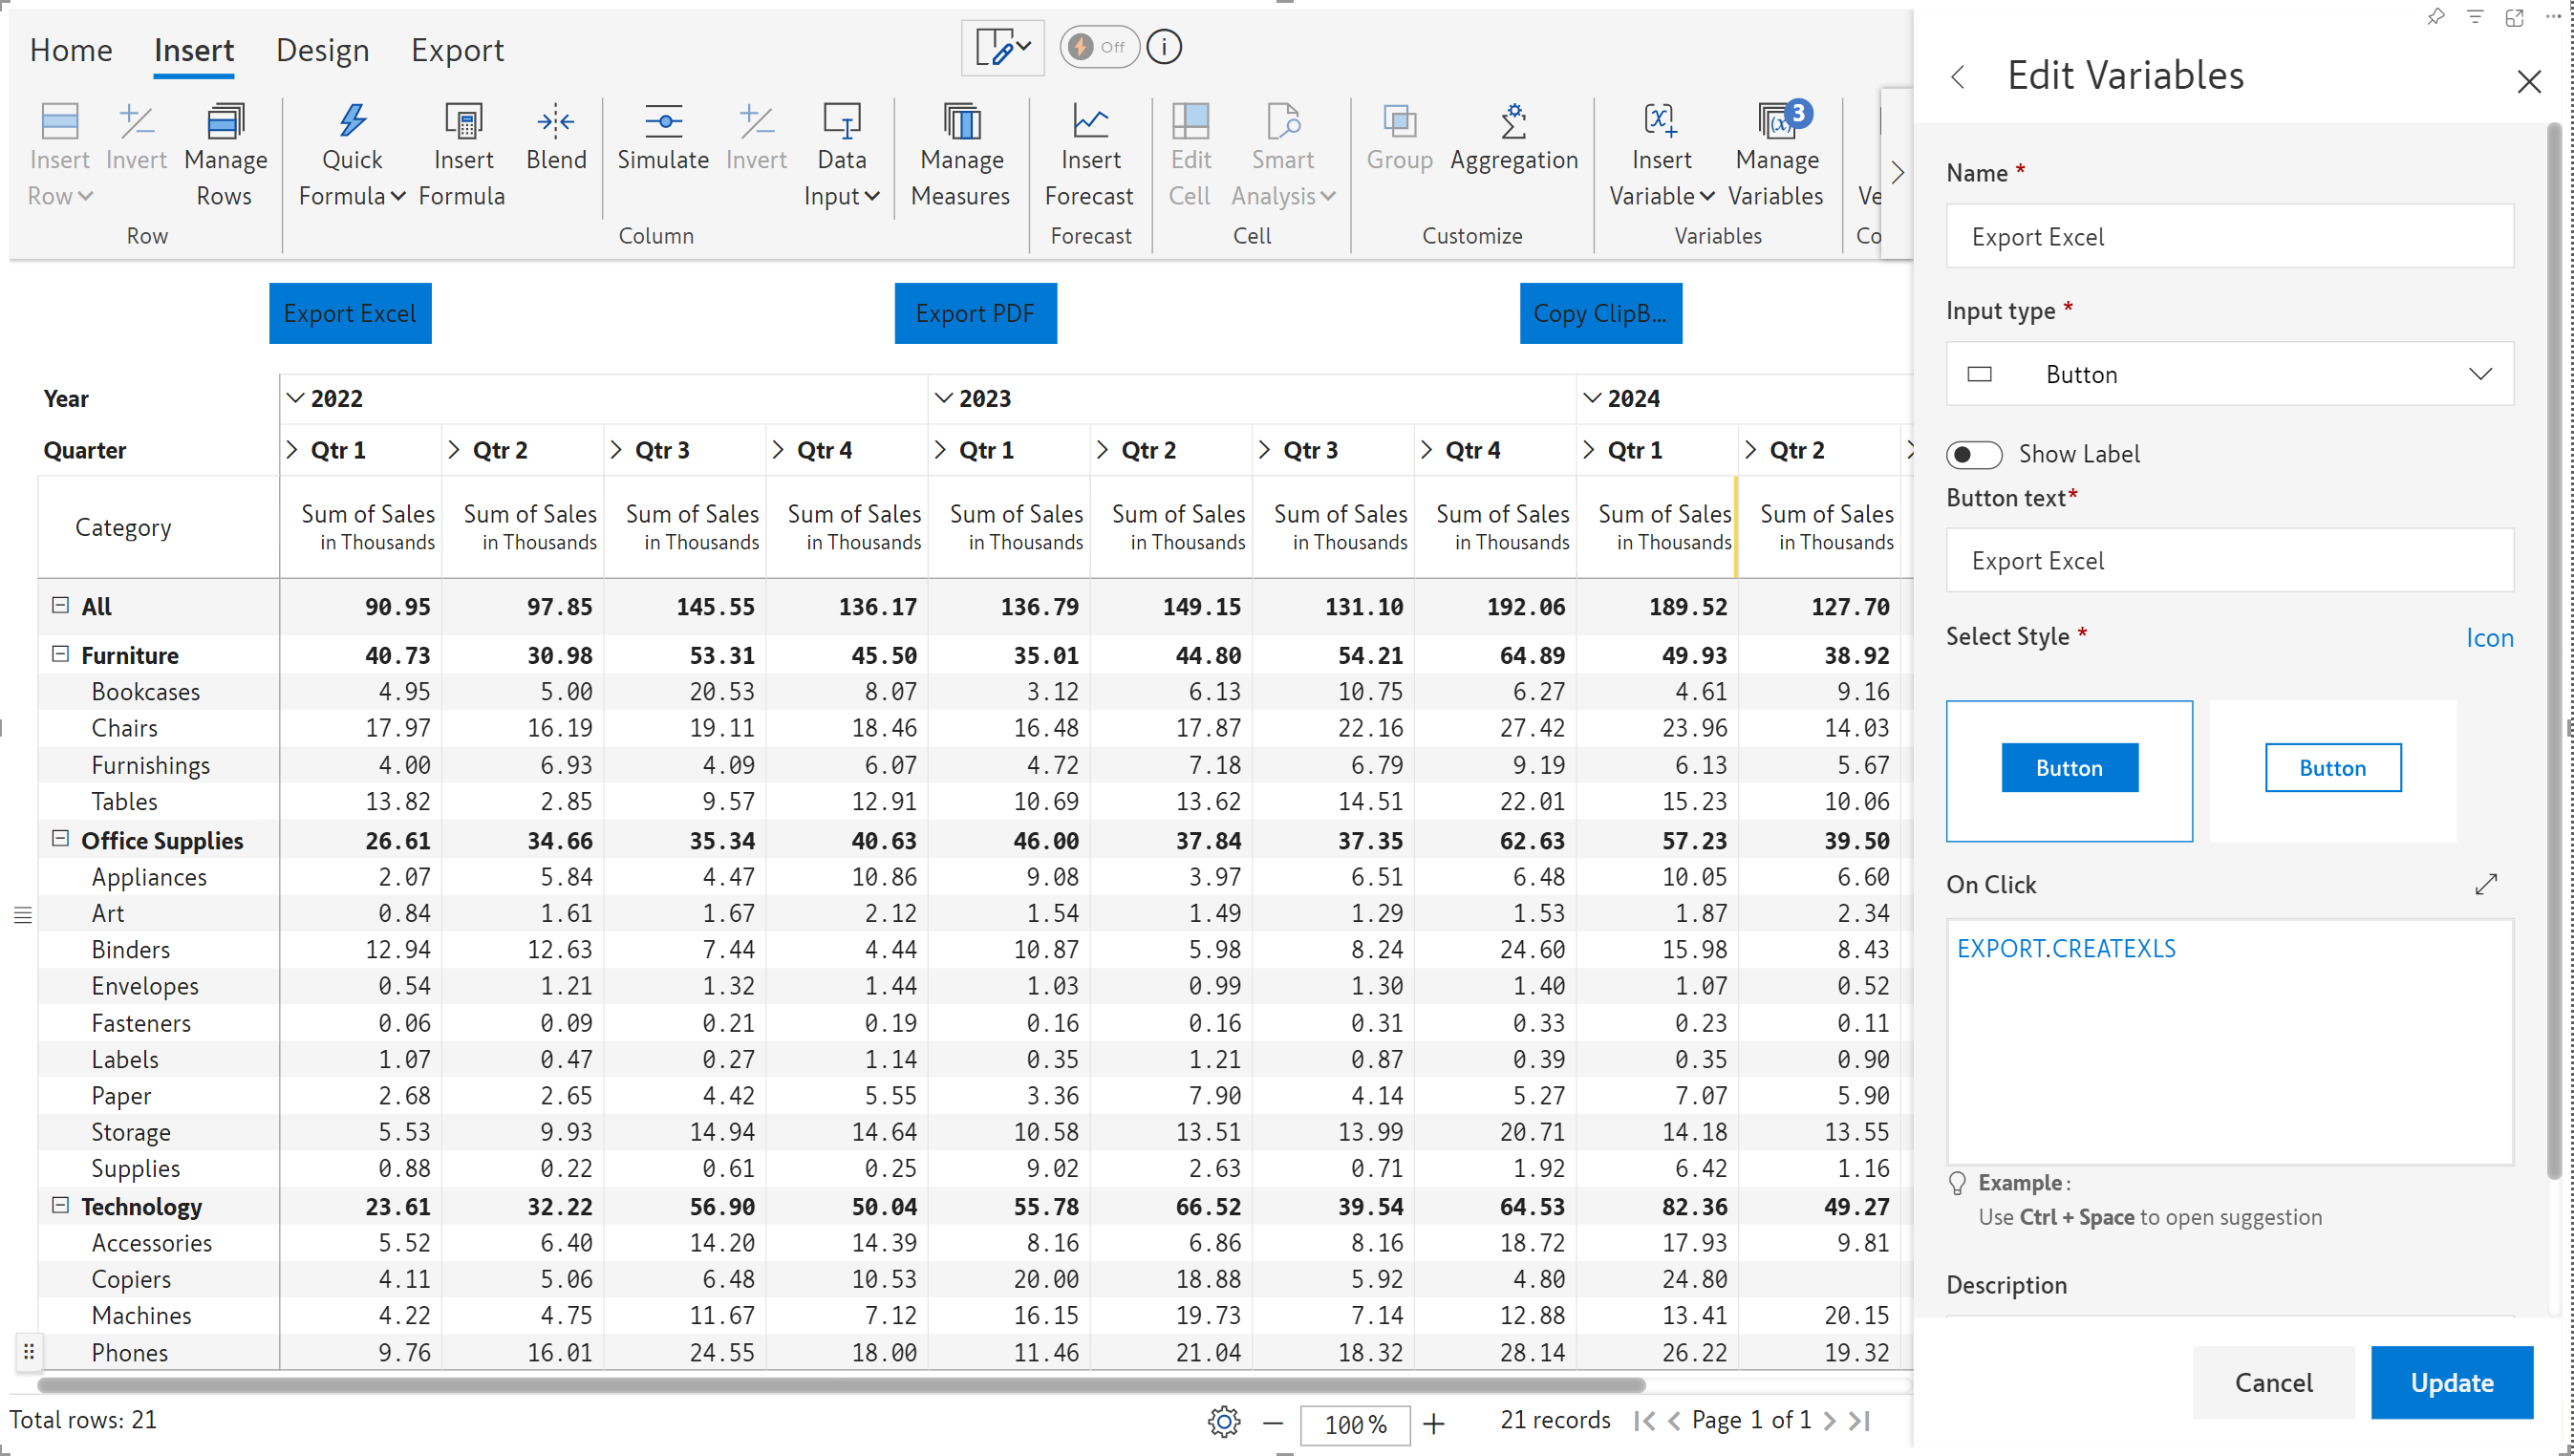 Home Insert Design Export
Off
Insert Row
Invert
Manage Rows
Row
Quick Formula
Insert Formula
Blend
Simulate
Invert
Data Input
Column
Manage Measures
Insert Forecast
Forecast
Edit Cell
Smart Analysis
Cell
Group
Aggregation
Customize
Insert Variable
Manage Variables
3
Variables
Ve
Co
Export Excel
Export PDF
Copy ClipB...
Year 2022 2023 2024
Quarter Qtr 1 Qtr 2 Qtr 3 Qtr 4 Qtr 1 Qtr 2 Qtr 3 Qtr 4 Qtr 1 Qtr 2
Category
Sum of Sales Sum of Sales Sum of Sales Sum of Sales Sum of Sales Sum of Sales Sum of Sales Sum of Sales Sum of Sales Sum of Sales
in Thousands in Thousands in Thousands in Thousands in Thousands in Thousands in Thousands in Thousands in Thousands in Thousands
All 90.95 97.85 145.55 136.17 136.79 149.15 131.10 192.06 189.52 127.70
Furniture 40.73 30.98 53.31 45.50 35.01 44.80 54.21 64.89 49.93 38.92
Bookcases 4.95 5.00 20.53 8.07 3.12 6.13 10.75 6.27 4.61 9.16
Chairs 17.97 16.19 19.11 18.46 16.48 17.87 22.16 27.42 23.96 14.03
Furnishings 4.00 6.93 4.09 6.07 4.72 7.18 6.79 9.19 6.13 5.67
Tables 13.82 2.85 9.57 12.91 10.69 13.62 14.51 22.01 15.23 10.06
Office Supplies 26.61 34.66 35.34 40.63 46.00 37.84 37.35 62.63 57.23 39.50
Appliances 2.07 5.84 4.47 10.86 9.08 3.97 6.51 6.48 10.05 6.60
Art 0.84 1.61 1.67 2.12 1.54 1.49 1.29 1.53 1.87 2.34
Binders 12.94 12.63 7.44 4.44 10.87 5.98 8.24 24.60 15.98 8.43
Envelopes 0.54 1.21 1.32 1.44 1.03 0.99 1.30 1.40 1.07 0.52
Fasteners 0.06 0.09 0.21 0.19 0.16 0.16 0.31 0.33 0.23 0.11
Labels 1.07 0.47 0.27 1.14 0.35 1.21 0.87 0.39 0.35 0.90
Paper 2.68 2.65 4.42 5.55 3.36 7.90 4.14 5.27 7.07 5.90
Storage 5.53 9.93 14.94 14.64 10.58 13.51 13.99 20.71 14.18 13.55
Supplies 0.88 0.22 0.61 0.25 9.02 2.63 0.71 1.92 6.42 1.16
Technology 23.61 32.22 56.90 50.04 55.78 66.52 39.54 64.53 82.36 49.27
Accessories 5.52 6.40 14.20 14.39 8.16 6.86 8.16 18.72 17.93 9.81
Copiers 4.11 5.06 6.48 10.53 20.00 18.88 5.92 4.80 24.80
Machines 4.22 4.75 11.67 7.12 16.15 19.73 7.14 12.88 13.41 20.15
Phones 9.76 16.01 24.55 18.00 11.46 21.04 18.32 28.14 26.22 19.32
Total rows: 21
100 %
21 records
Page 1 of 1
Edit Variables
Name *
Export Excel
Input type *
Button
Show Label
Button text*
Export Excel
Select Style *
Icon
Button
Button
On Click
EXPORT.CREATEXLS
Example :
Use Ctrl + Space to open suggestion
Description
Cancel
Update